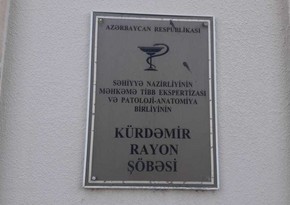 AZƏRBAYCAN RESPUBLİKASI
SƏHİYYƏ NAZİRLİYİNİN
MƏHKƏMƏ TİBB EKSPERTİZASI
VƏ PATOLOJİ-ANATOMİYA
BİRLİYİNİN
KÜRDƏMİR
RAYON
ŞÖBƏSİ